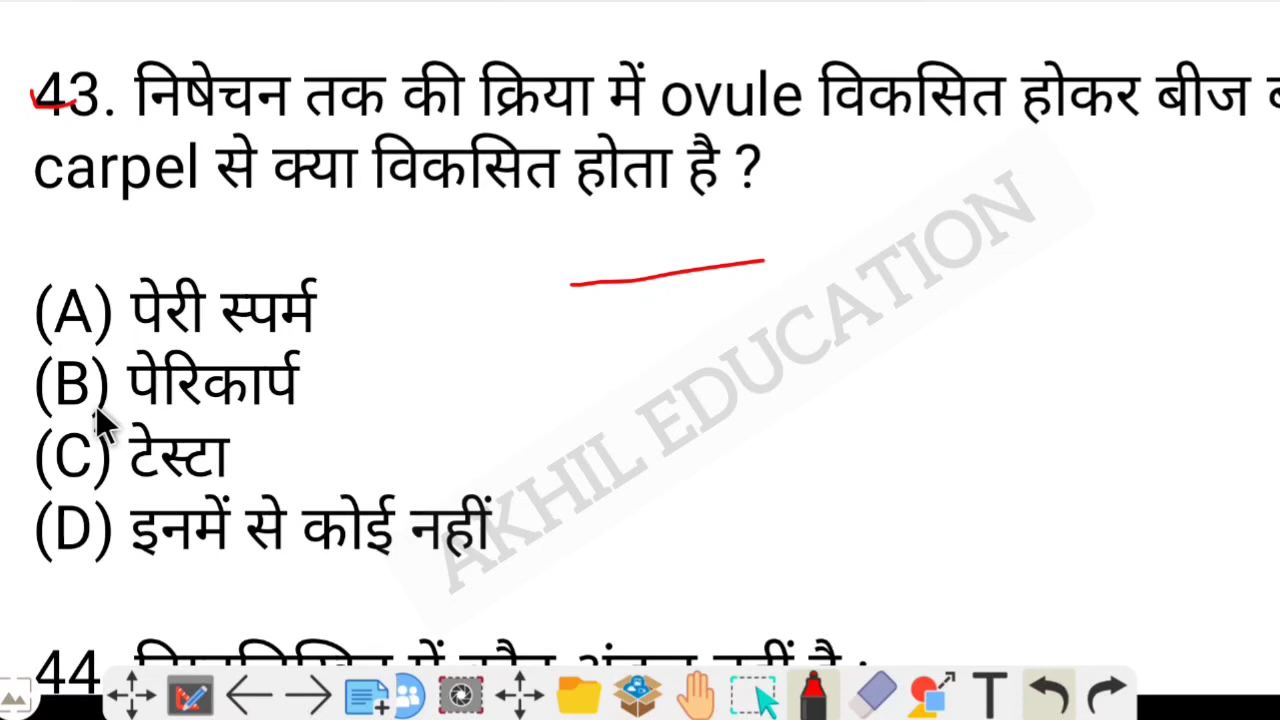 43. निषेचन तक की क्रिया में ovule विकसित होकर बीज
carpel से क्या विकसित होता है ?
(A) पेरी स्पर्म
(B) पेरिकार्प
(C) टेस्टा
(D) इनमें से कोई नहीं
AKHIL EDUCATION
44